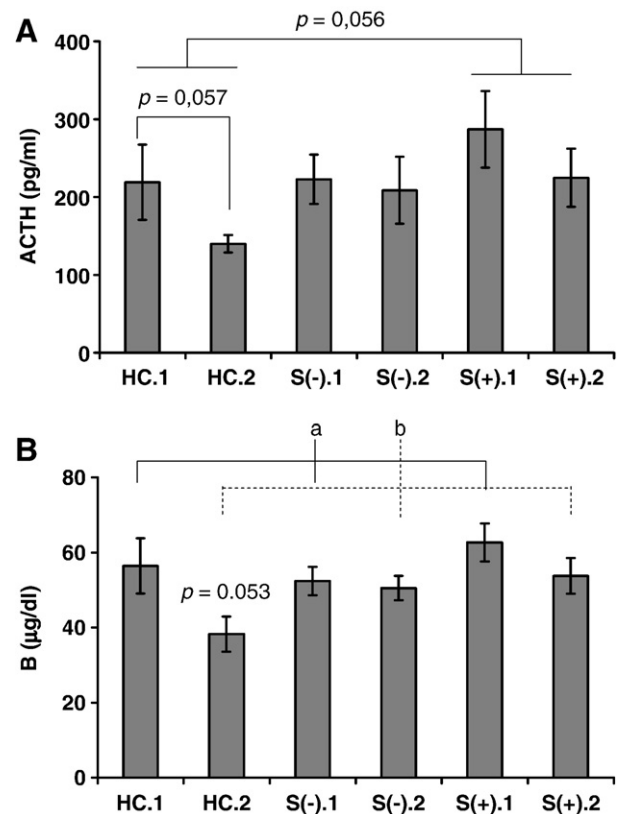 A
p = 0,056
400
p = 0,057
300
200
100
0
ACTH (pg/ml)
HC.1 HC.2 S(-).1 S(-).2 S(+).1 S(+).2
a b
B
80
60
p = 0.053
40
20
0
B (μg/dl)
HC.1 HC.2 S(-).1 S(-).2 S(+).1 S(+).2